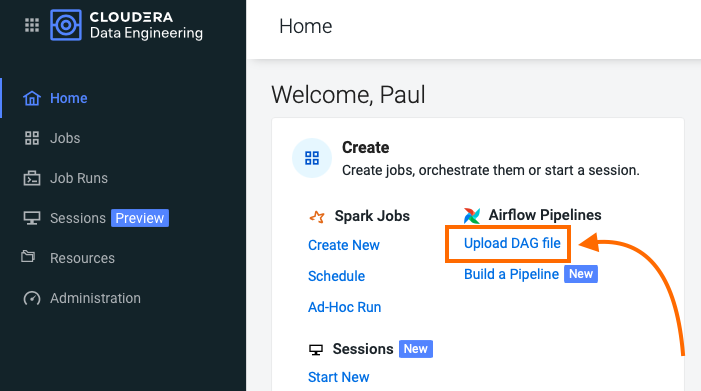 CLOUDERA
Data Engineering
Home
Jobs
Job Runs
Sessions Preview
Resources
Administration
Home
Welcome, Paul
Create
Create jobs, orchestrate them or start a session.
Spark Jobs
Create New
Schedule
Ad-Hoc Run
Airflow Pipelines
Upload DAG file
Build a Pipeline New
Sessions New
Start New